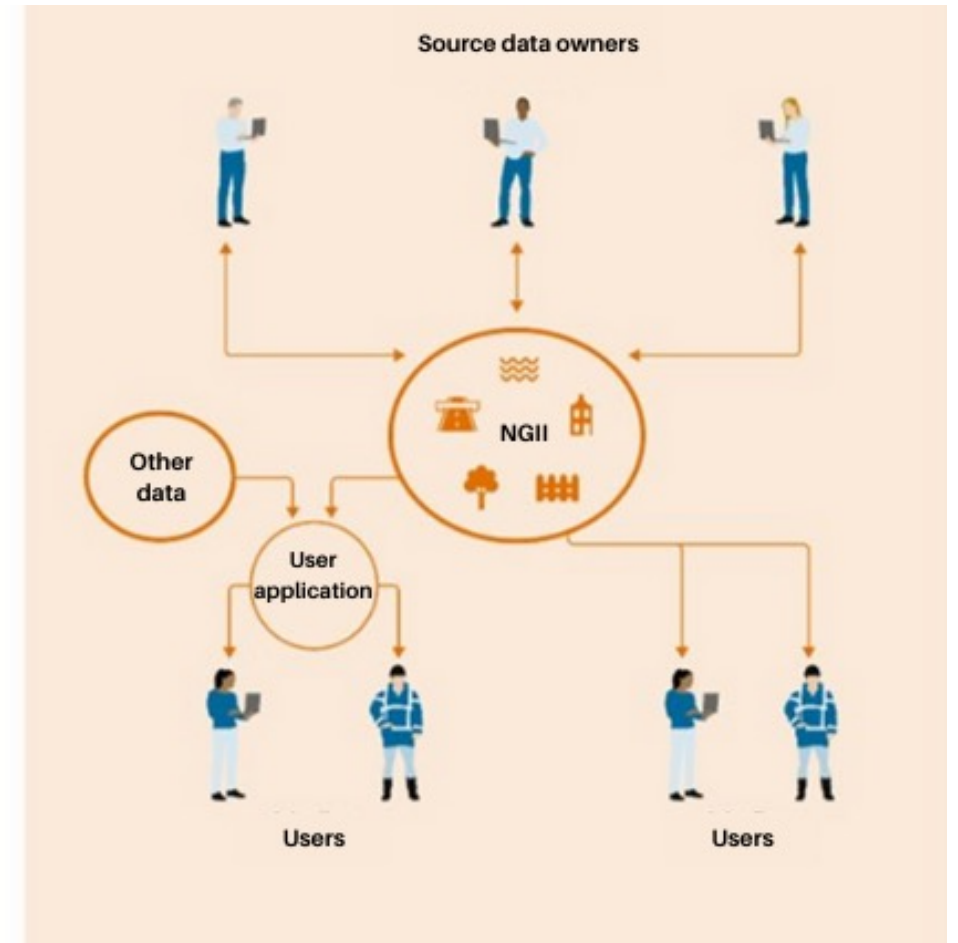 Source data owners
NGII
Other
data
User
application
Users
Users